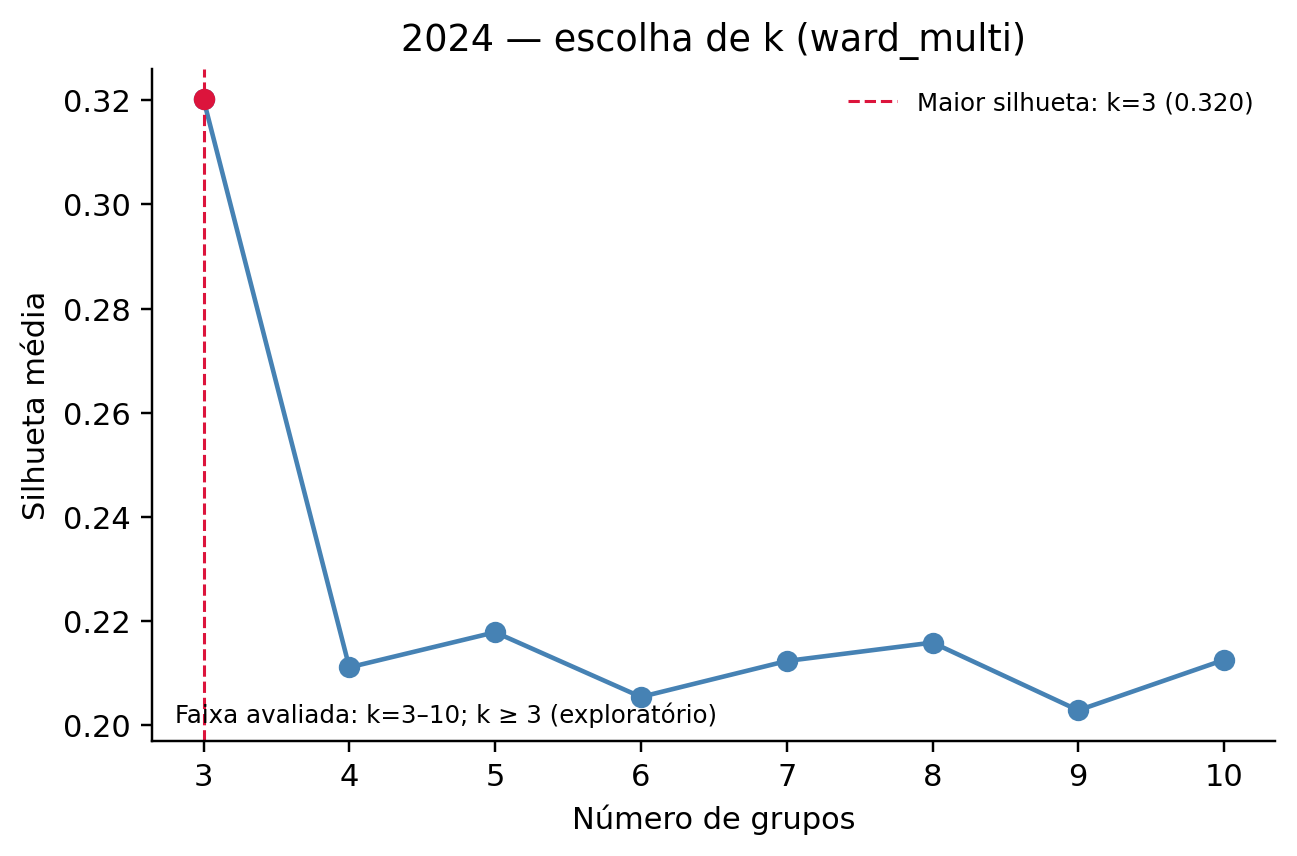 2024 — escolha de k (ward_multi)
Maior silhueta: k=3 (0.320)
Silhueta média
0.32
0.30
0.28
0.26
0.24
0.22
0.20
Faixa avaliada: k=3–10; k ≥ 3 (exploratório)
3 4 5 6 7 8 9 10
Número de grupos